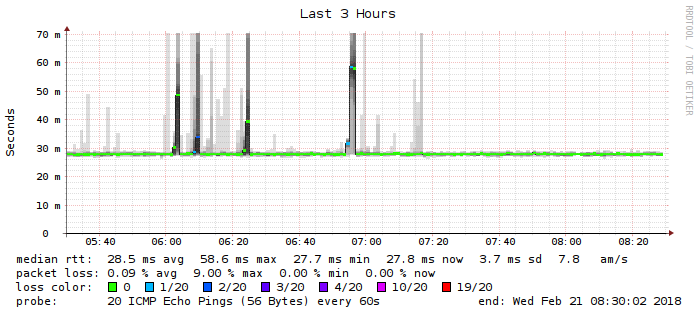 Last 3 Hours
RRDTOOL / TOBI OETIKER
Seconds
70 m
60 m
50 m
40 m
30 m
20 m
10 m
0
05:40 06:00 06:20 06:40 07:00 07:20 07:40 08:00 08:20
median rtt: 28.5 ms avg 58.6 ms max 27.7 ms min 27.8 ms now 3.7 ms sd 7.8 am/s
packet loss: 0.09 % avg 9.00 % max 0.00 % min 0.00 % now
loss color: 0 1/20 2/20 3/20 4/20 10/20 19/20
probe: 20 ICMP Echo Pings (56 Bytes) every 60s end: Wed Feb 21 08:30:02 2018